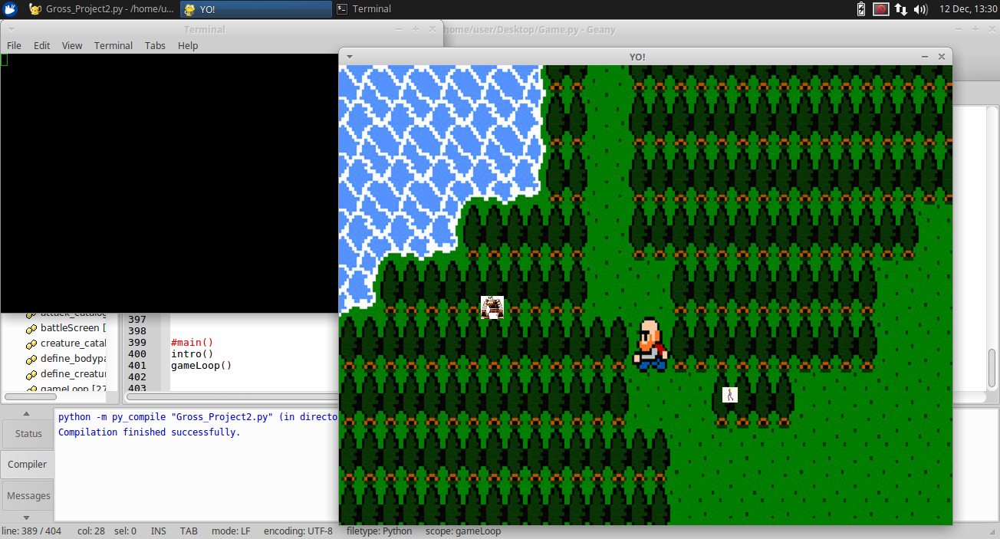 Gross_Project2.py - /home/u...
YO!
Terminal
12 Dec, 13:30
Terminal
home/user/Desktop/Game.py - Geany
File Edit View Terminal Tabs Help
YO!
battleScreen [
creature_catal
define_bodypa
define_creatur
gameLoop [27
397
398
399 #main()
400 intro()
401 gameLoop()
402
403
Status
Compiler
Messages
python -m py_compile "Gross_Project2.py" (in directo
Compilation finished successfully.
line: 389 / 404 col: 28 sel: 0 INS TAB mode: LF encoding: UTF-8 filetype: Python scope: gameLoop